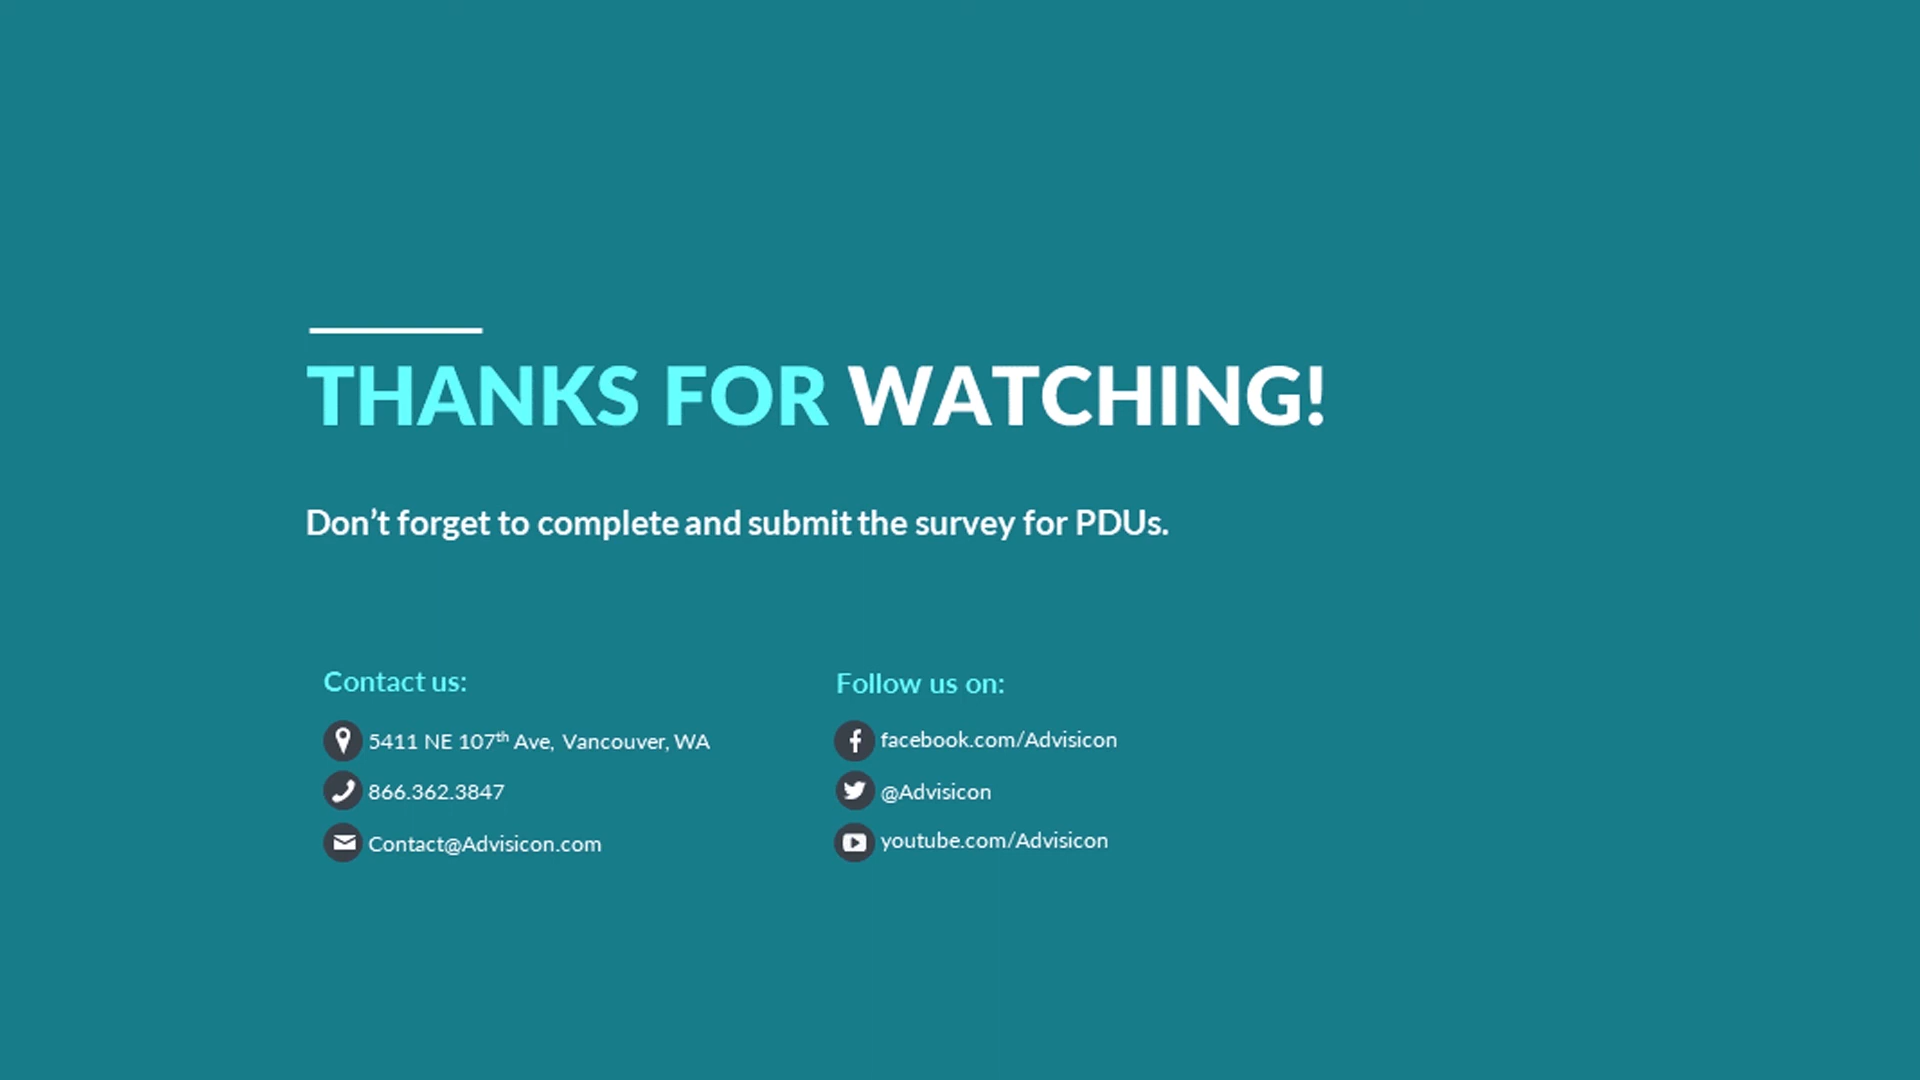 THANKS FOR WATCHING!
Don’t forget to complete and submit the survey for PDUs.
Contact us:
5411 NE 107th Ave, Vancouver, WA
866.362.3847
Contact@Advisicon.com
Follow us on:
facebook.com/Advisicon
@Advisicon
youtube.com/Advisicon